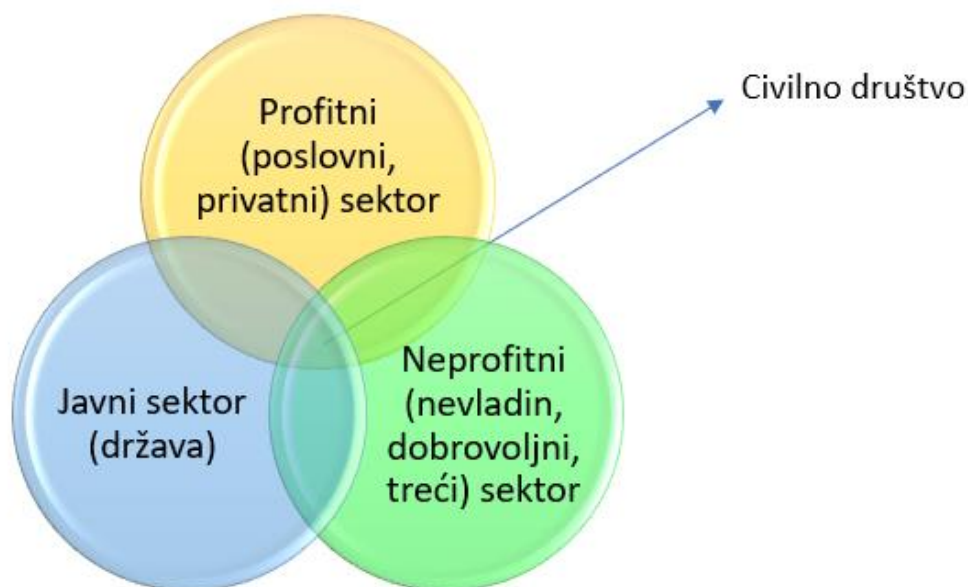 Profitni
(poslovni,
privatni) sektor
Civilno društvo
Javni sektor
(država)
Neprofitni
(nevladin,
dobrovoljni,
treći) sektor